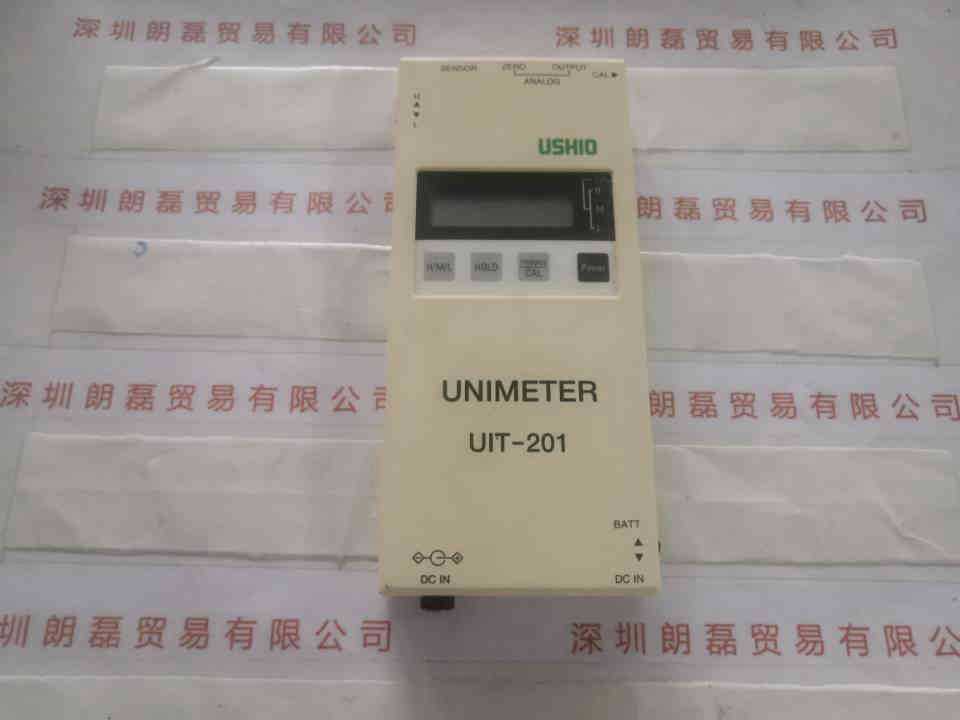 深圳朗磊贸易有限公司 深圳朗磊贸易有限公司
SENSOR ZERO OUTPUT CAL▶
ANALOG
H
▲
▼
L
USHIO
H
M
深圳朗磊贸易有限公 朗磊贸易有限公司
H/M/L HOLD CAL Power
深圳朗磊贸易有限公 朗磊贸易有限公司
UNIMETER
UIT-201
BATT
▲
▼
DC IN DC IN
圳朗磊贸易有限公司 深圳朗磊贸易有限公